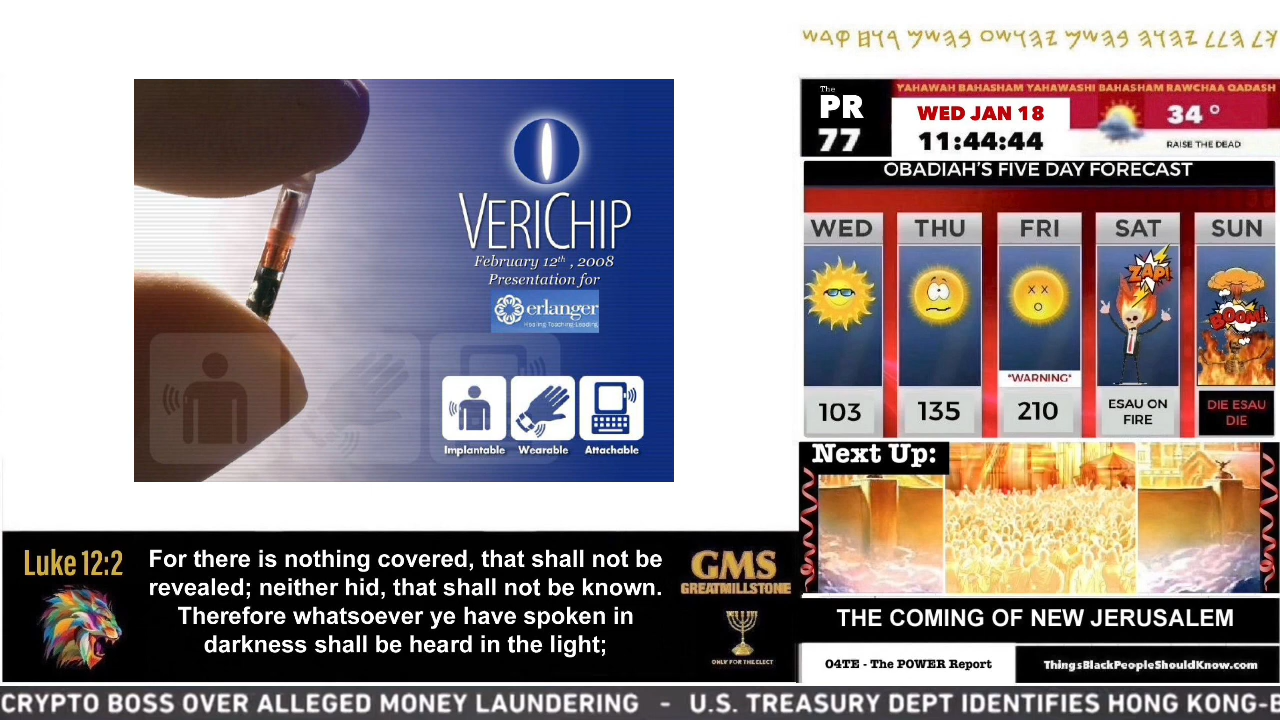 The
PR
77
YAHAWAH BAHASHAM YAHAWASHI BAHASHAM RAWCHAA QADASH
WED JAN 18
11:44:44
34°
RAISE THE DEAD
OBADIAH'S FIVE DAY FORECAST
WED THU FRI SAT SUN
ZAP!
BOOM!
*WARNING*
103 135 210 ESAU ON FIRE DIE ESAU DIE
Next Up:
THE COMING OF NEW JERUSALEM
04TE - The POWER Report
ThingsBlackPeopleShouldKnow.com
VERICHIP
February 12th, 2008
Presentation for
erlanger
Healing Teaching Leading
Implantable Wearable Attachable
Luke 12:2
For there is nothing covered, that shall not be
revealed; neither hid, that shall not be known.
Therefore whatsoever ye have spoken in
darkness shall be heard in the light;
GMS
GREATMILLSTONE
ONLY FOR THE ELECT
CRYPTO BOSS OVER ALLEGED MONEY LAUNDERING - U.S. TREASURY DEPT IDENTIFIES HONG KONG-